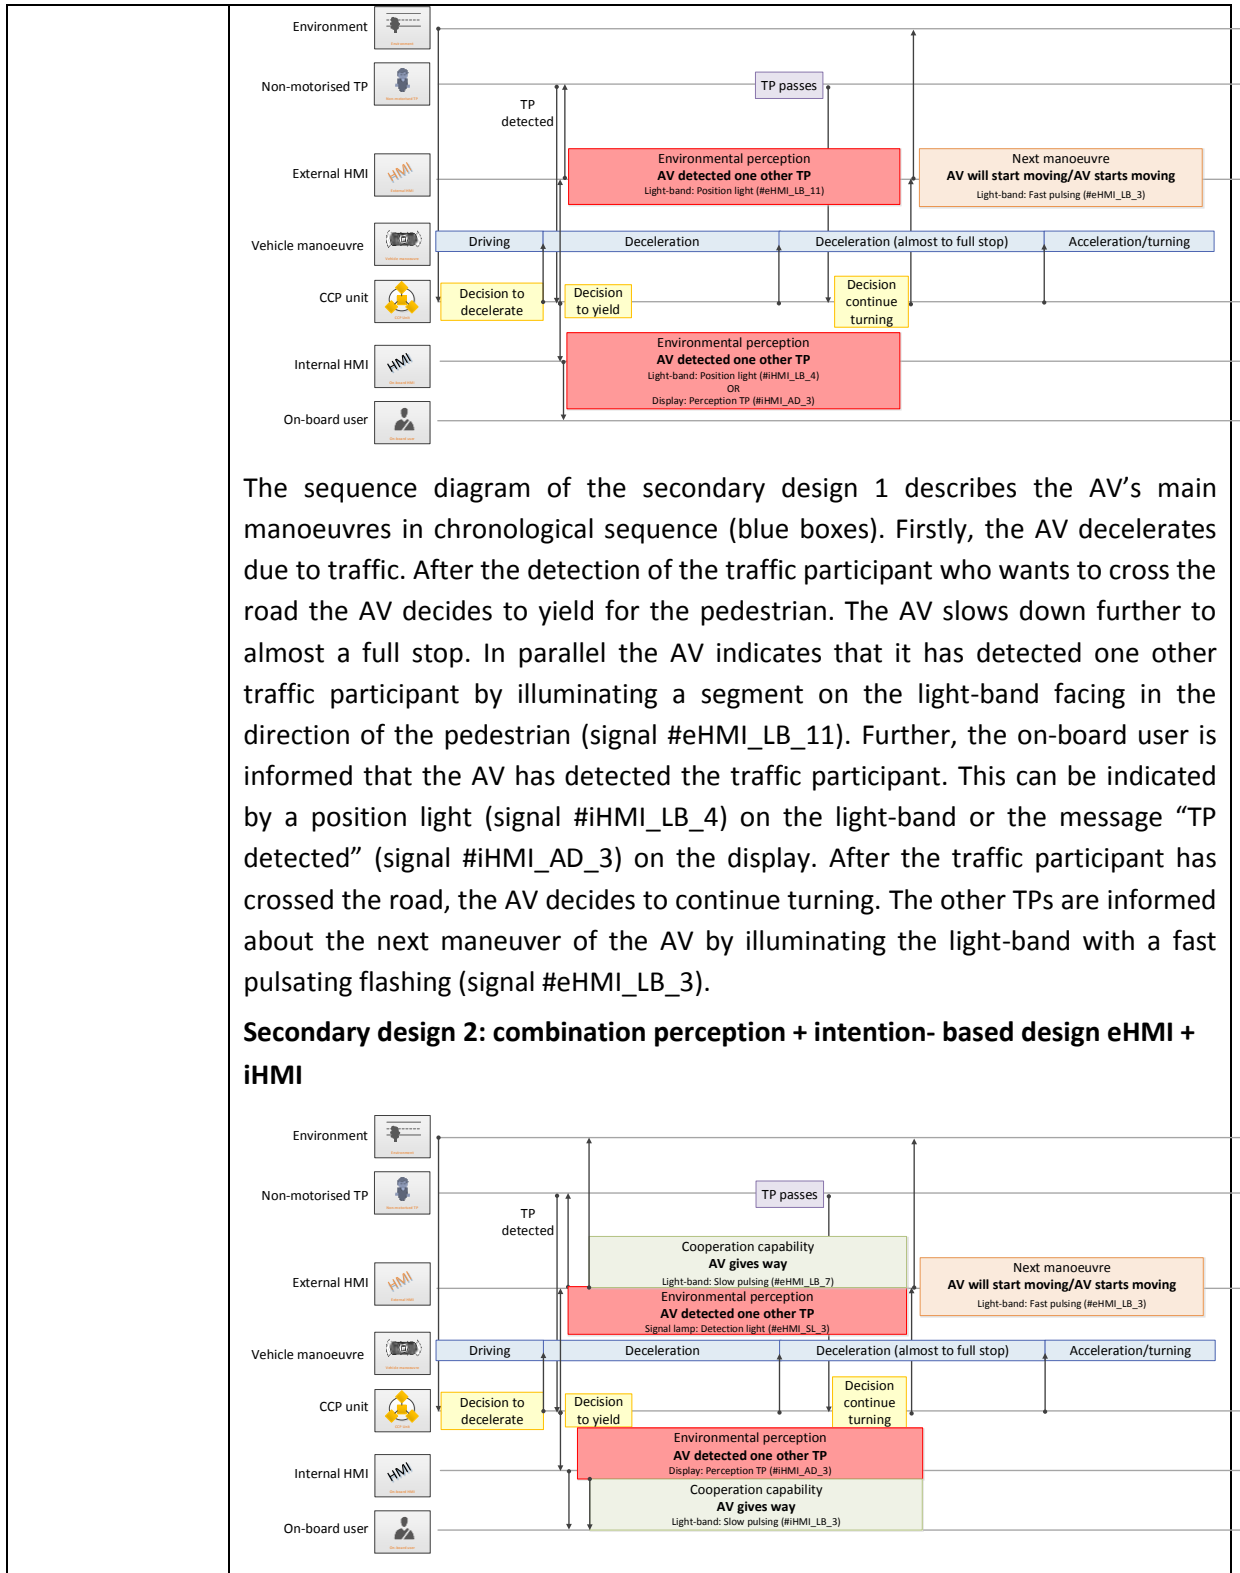 Environment
Non-motorised TP
TP passes
TP
detected
Environmental perception
AV detected one other TP
Light-band: Position light (#eHMI_LB_11)
Next manoeuvre
AV will start moving/AV starts moving
Light-band: Fast pulsing (#eHMI_LB_3)
External HMI
HMI
Vehicle manoeuvre
Driving
Deceleration
Deceleration (almost to full stop)
Acceleration/turning
CCP unit
Decision to
decelerate
Decision
to yield
Decision
continue
turning
Internal HMI
HMI
Environmental perception
AV detected one other TP
Light-band: Position light (#iHMI_LB_4)
OR
Display: Perception TP (#iHMI_AD_3)
On-board user
The sequence diagram of the secondary design 1 describes the AV's main
manoeuvres in chronological sequence (blue boxes). Firstly, the AV decelerates
due to traffic. After the detection of the traffic participant who wants to cross the
road the AV decides to yield for the pedestrian. The AV slows down further to
almost a full stop. In parallel the AV indicates that it has detected one other
traffic participant by illuminating a segment on the light-band facing in the
direction of the pedestrian (signal #eHMI_LB_11). Further, the on-board user is
informed that the AV has detected the traffic participant. This can be indicated
by a position light (signal #iHMI_LB_4) on the light-band or the message “TP
detected” (signal #iHMI_AD_3) on the display. After the traffic participant has
crossed the road, the AV decides to continue turning. The other TPs are informed
about the next maneuver of the AV by illuminating the light-band with a fast
pulsating flashing (signal #eHMI_LB_3).
Secondary design 2: combination perception + intention- based design eHMI +
iHMI
Environment
Non-motorised TP
TP passes
TP
detected
Cooperation capability
AV gives way
Light-band: Slow pulsing (#eHMI_LB_7)
Environmental perception
AV detected one other TP
Signal lamp: Detection light (#eHMI_SL_3)
Next manoeuvre
AV will start moving/AV starts moving
Light-band: Fast pulsing (#eHMI_LB_3)
External HMI
HMI
Vehicle manoeuvre
Driving
Deceleration
Deceleration (almost to full stop)
Acceleration/turning
CCP unit
Decision to
decelerate
Decision
to yield
Decision
continue
turning
Internal HMI
HMI
Environmental perception
AV detected one other TP
Display: Perception TP (#iHMI_AD_3)
Cooperation capability
AV gives way
Light-band: Slow pulsing (#iHMI_LB_3)
On-board user